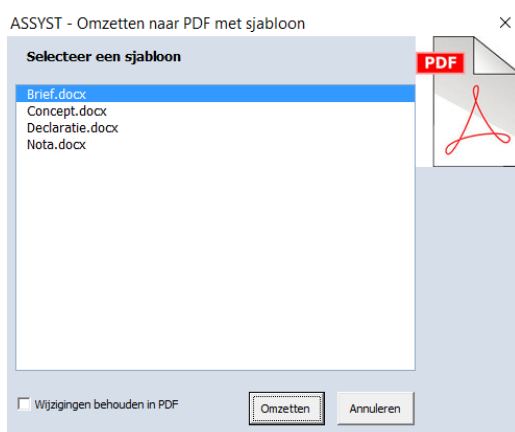 ASSYST - Omzetten naar PDF met sjabloon
Selecteer een sjabloon
PDF
Brief.docx
Concept.docx
Declaratie.docx
Nota.docx
Wijzigingen behouden in PDF
Omzetten
Annuleren